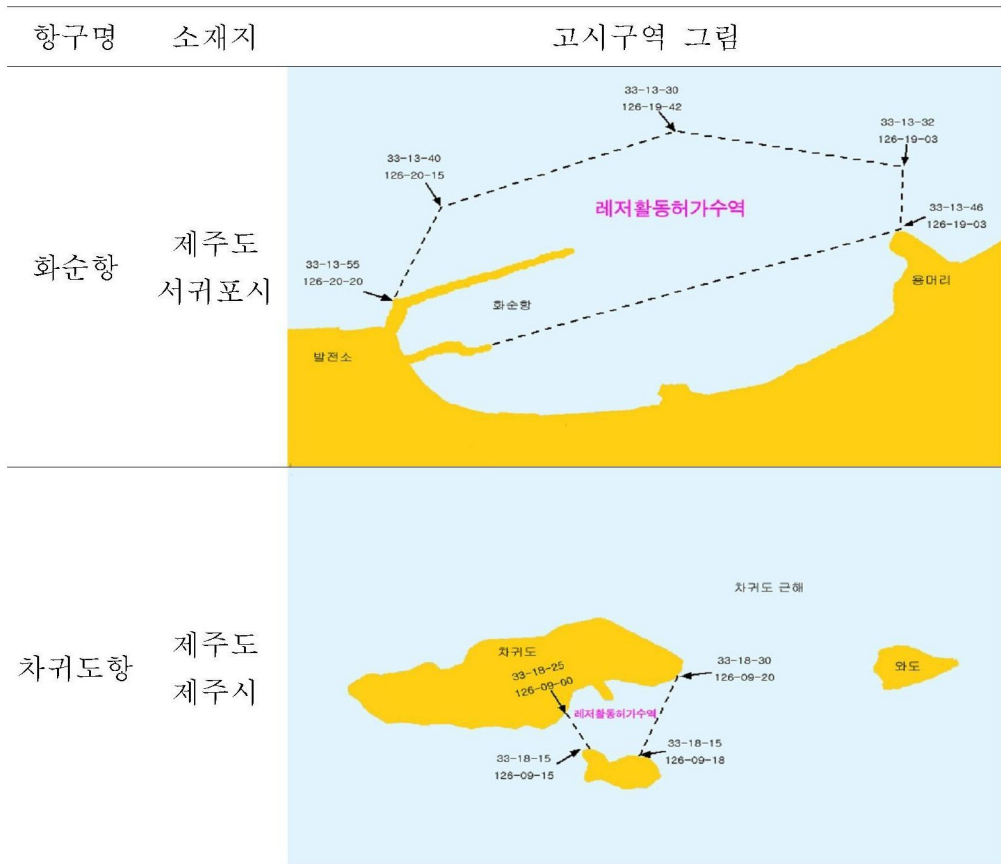 항구명 소재지 고시구역 그림
화순항
제주도
서귀포시
33-13-30
126-19-42
33-13-32
126-19-03
33-13-40
126-20-15
레저활동허가수역
33-13-46
126-19-03
33-13-55
126-20-20
화순항
용머리
발전소
차귀도항
제주도
제주시
차귀도 근해
차귀도
33-18-25
126-09-00
33-18-30
126-09-20
와도
레저활동허가수역
33-18-15
126-09-15
33-18-15
126-09-18